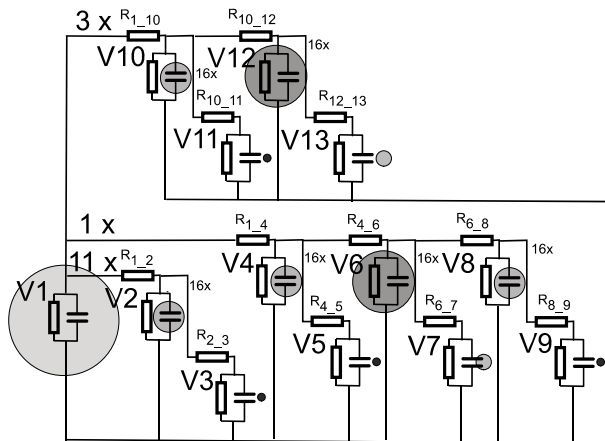 3 x R1_10 R10_12
V10 16x V12 16x
R10_11 R12_13
V11 V13
1 x R1_4 R4_6 R6_8
11 x R1_2 V4 16x V6 16x V8 16x
V1 V2 16x
R4_5 R6_7 R8_9
R2_3 V5 V7 V9
V3